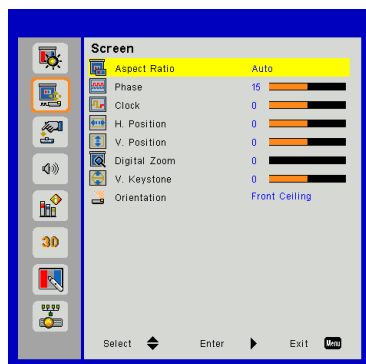 Screen
Aspect Ratio Auto
Phase 15
Clock 0
H. Position 0
V. Position 0
Digital Zoom 0
V. Keystone 0
Orientation Front Ceiling
3D
Select Enter Exit Menu